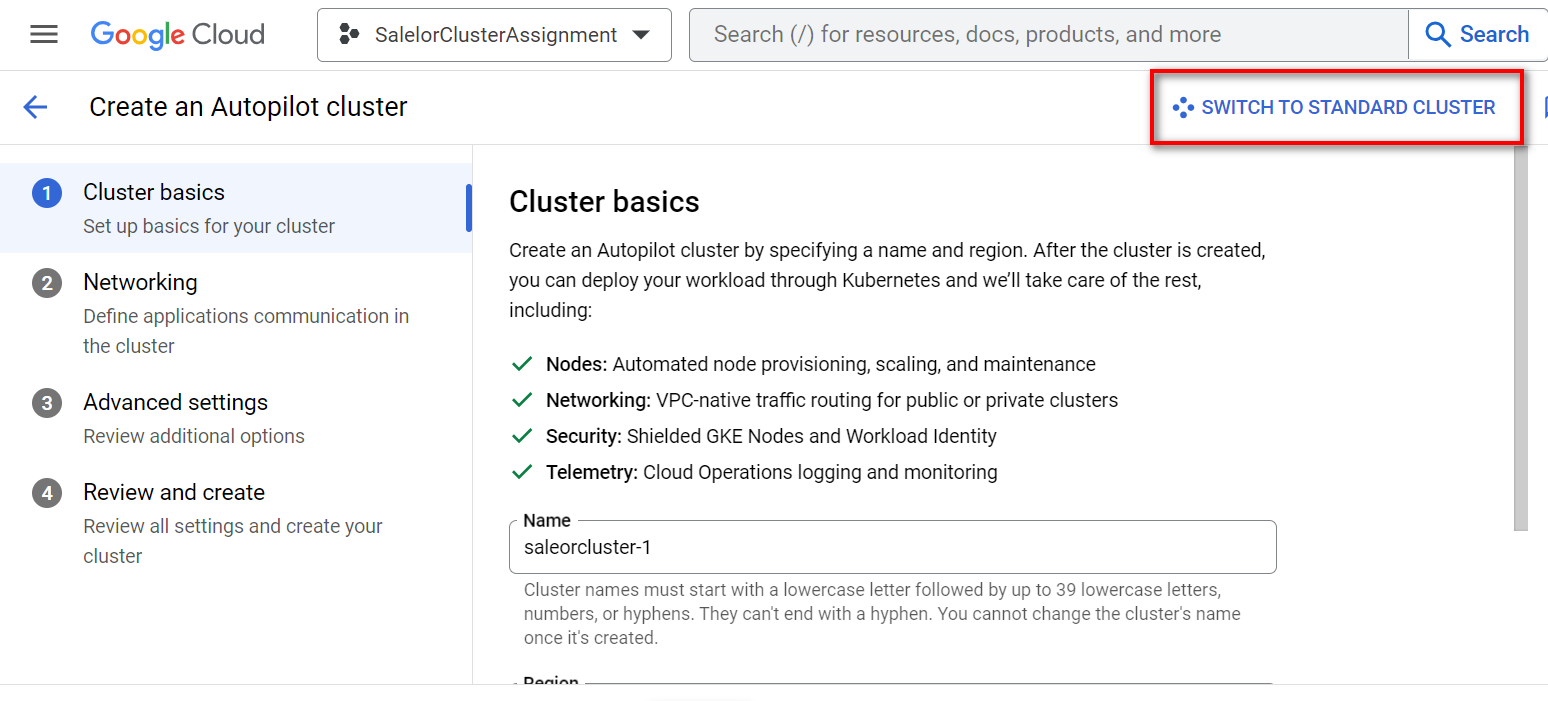 Google Cloud
SalelorClusterAssignment
Search (/) for resources, docs, products, and more
Search
Create an Autopilot cluster
SWITCH TO STANDARD CLUSTER
1
Cluster basics
Set up basics for your cluster
2
Networking
Define applications communication in
the cluster
3
Advanced settings
Review additional options
4
Review and create
Review all settings and create your
cluster
Cluster basics
Create an Autopilot cluster by specifying a name and region. After the cluster is created,
you can deploy your workload through Kubernetes and we’ll take care of the rest,
including:
Nodes: Automated node provisioning, scaling, and maintenance
Networking: VPC-native traffic routing for public or private clusters
Security: Shielded GKE Nodes and Workload Identity
Telemetry: Cloud Operations logging and monitoring
Name
saleorcluster-1
Cluster names must start with a lowercase letter followed by up to 39 lowercase letters,
numbers, or hyphens. They can't end with a hyphen. You cannot change the cluster's name
once it's created.
Region